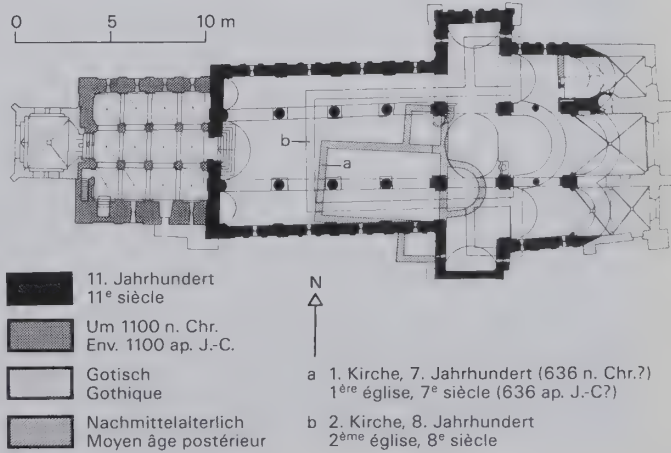 0 5 10 m
b
a
11. Jahrhundert
11e siècle
Um 1100 n. Chr.
Env. 1100 ap. J.-C.
Gotisch
Gothique
Nachmittelalterlich
Moyen âge postérieur
N
a 1. Kirche, 7. Jahrhundert (636 n. Chr.?)
1ère église, 7e siècle (636 ap. J.-C?)
b 2. Kirche, 8. Jahrhundert
2ème église, 8e siècle